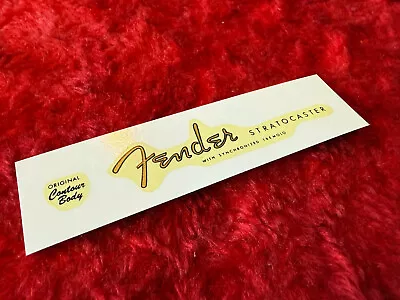 Fender STRATOCASTER
WITH SYNCHRONIZED TREMOLO
ORIGINAL
Contour
Body